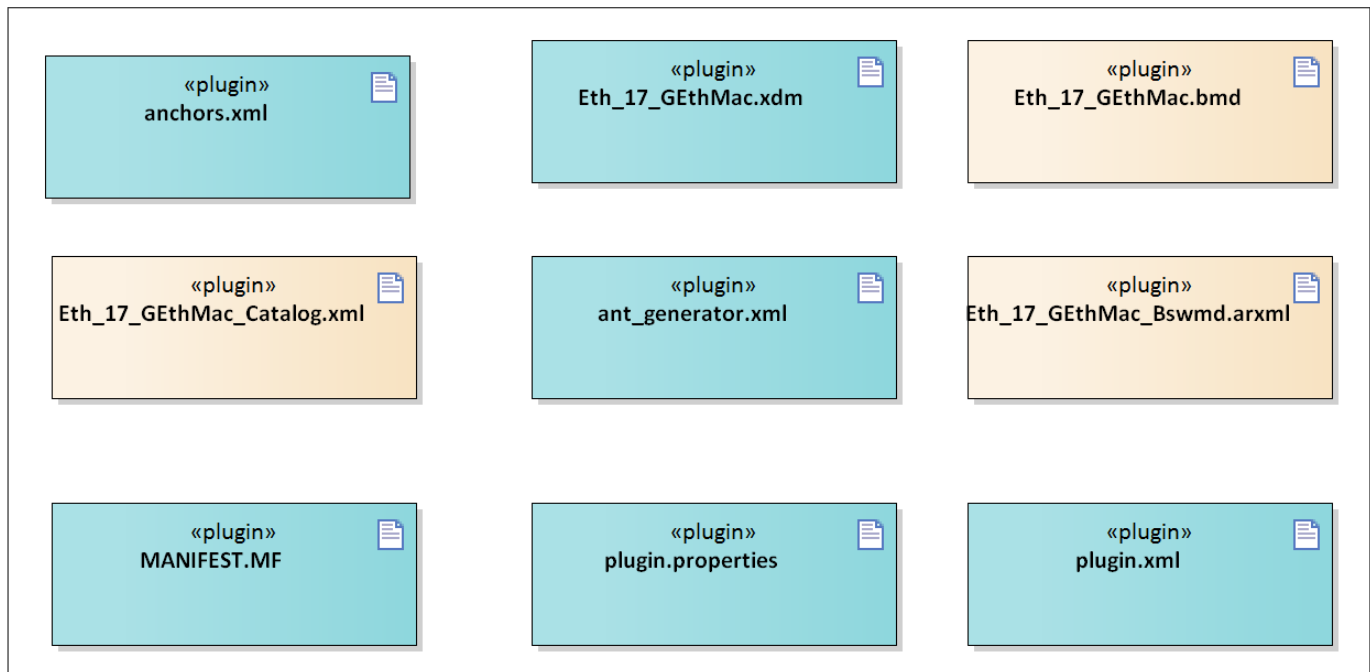 «plugin»
anchors.xml
«plugin»
Eth_17_GEthMac.xdm
«plugin»
Eth_17_GEthMac.bmd
«plugin»
Eth_17_GEthMac_Catalog.xml
«plugin»
ant_generator.xml
«plugin»
Eth_17_GEthMac_Bswmd.arxml
«plugin»
MANIFEST.MF
«plugin»
plugin.properties
«plugin»
plugin.xml